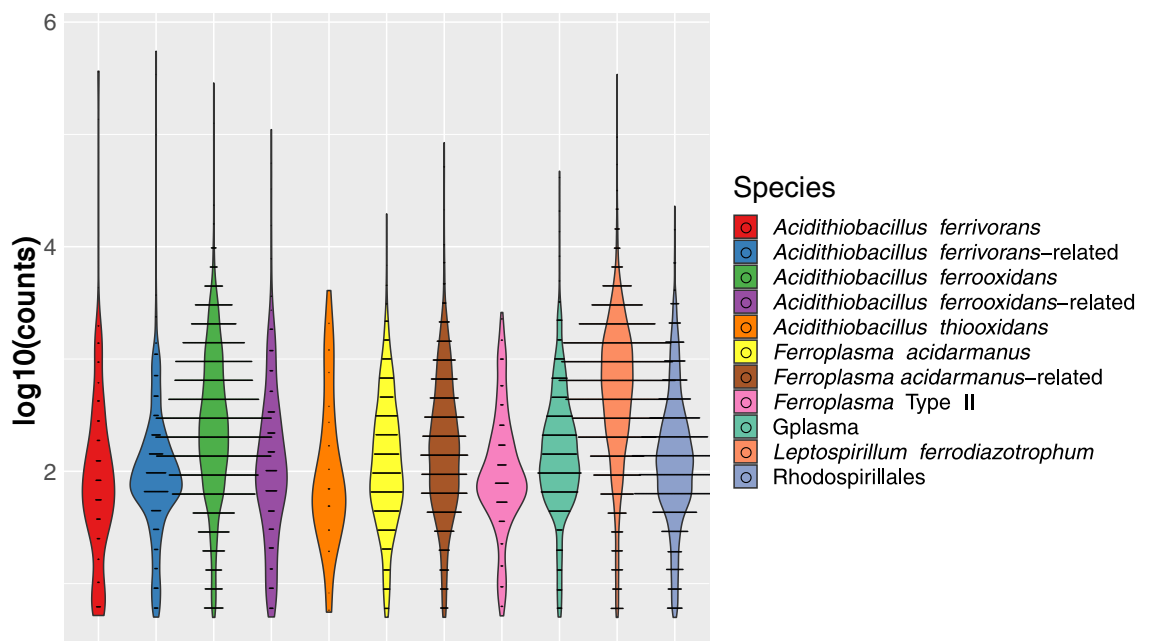 log10(counts)
6
4
2
Species
Acidithiobacillus ferrivorans
Acidithiobacillus ferrivorans−related
Acidithiobacillus ferrooxidans
Acidithiobacillus ferrooxidans−related
Acidithiobacillus thiooxidans
Ferroplasma acidarmanus
Ferroplasma acidarmanus−related
Ferroplasma Type II
Gplasma
Leptospirillum ferrodiazotrophum
Rhodospirillales